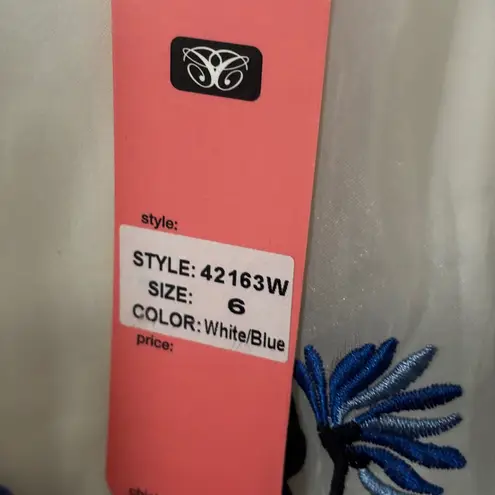 style:
STYLE: 42163W
SIZE: 6
COLOR: White/Blue
price: